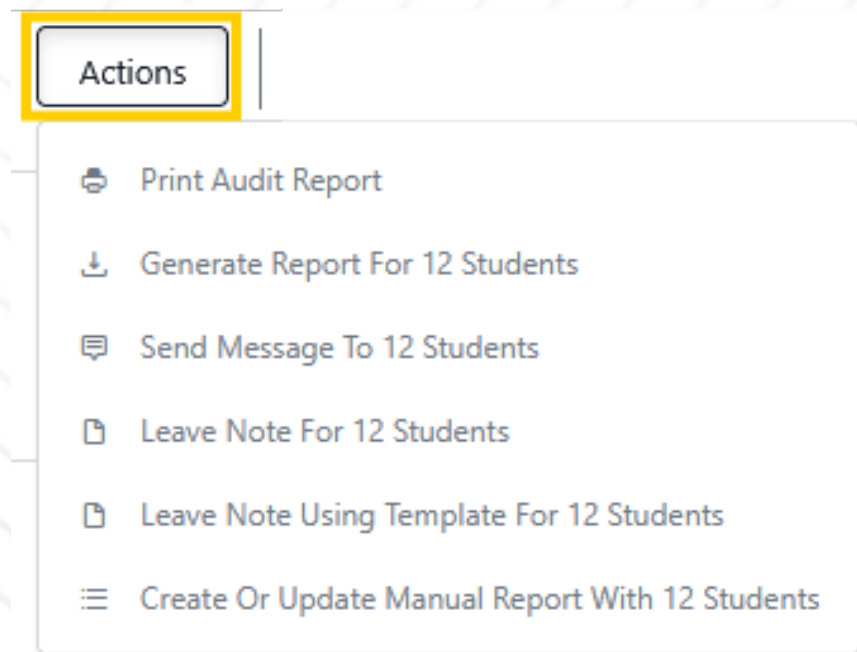 Actions
Print Audit Report
Generate Report For 12 Students
Send Message To 12 Students
Leave Note For 12 Students
Leave Note Using Template For 12 Students
Create Or Update Manual Report With 12 Students